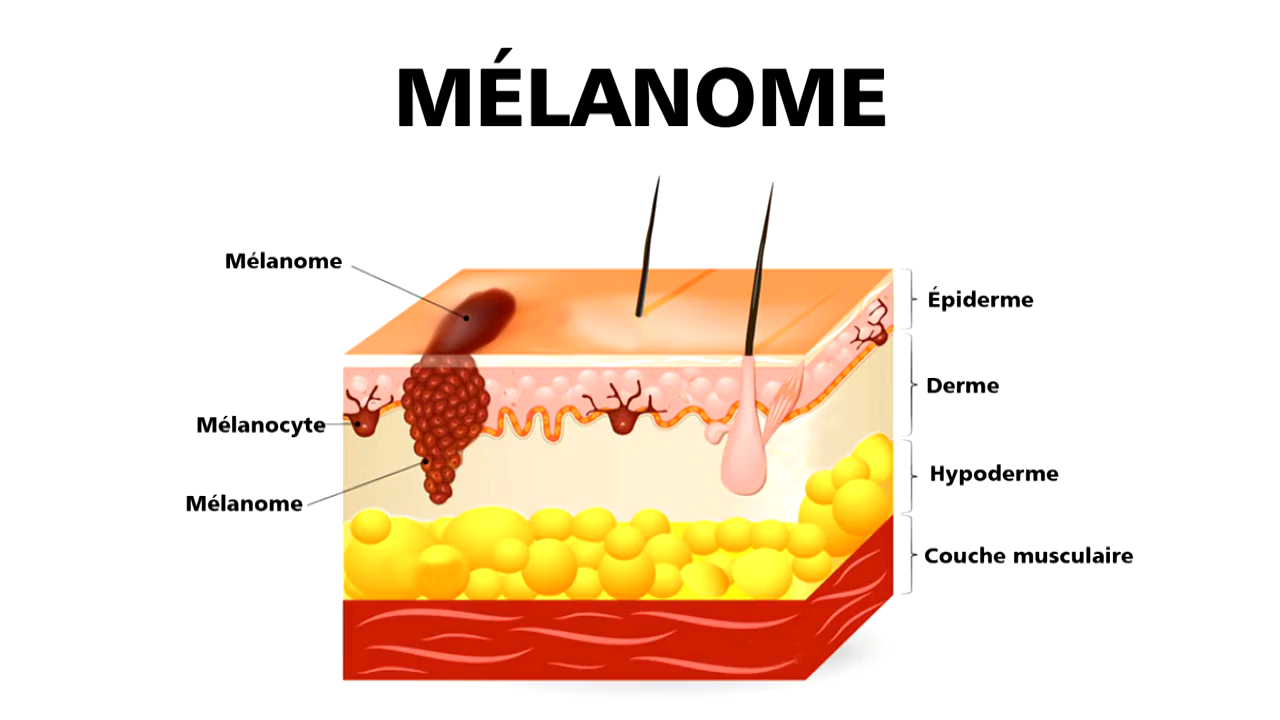 MÉLANOME
Mélanome
Mélanocyte
Mélanome
Épiderme
Derme
Hypoderme
Couche musculaire